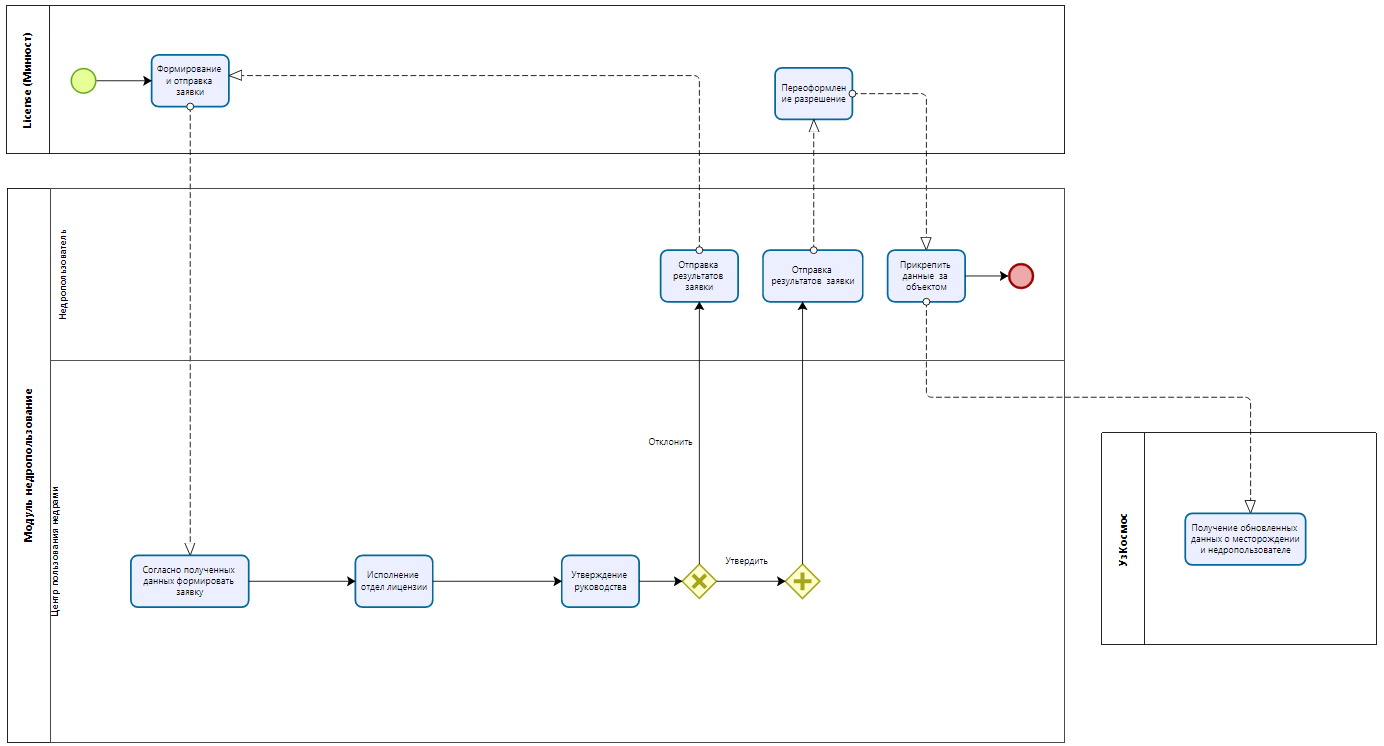 License (Минюст)
Формирование
и отправка
заявки
Переоформлен
ие разрешение
Модуль недропользование
Недропользователь
Отправка
результатов
заявки
Отправка
результатов заявки
Прикрепить
данные за
объектом
Центр пользования недрами
Отклонить
Утвердить
Согласно полученных
данных формировать
заявку
Исполнение
отдел лицензии
Утверждение
руководства
УзКосмос
Получение обновленных
данных о месторождении
и недропользователе